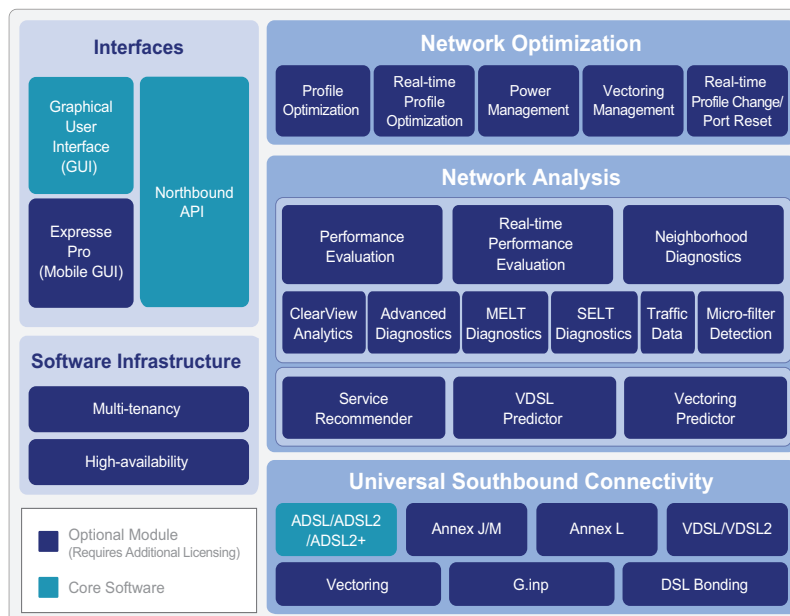 Interfaces
Graphical
User
Interface
(GUI)
Expresse
Pro
(Mobile GUI)
Northbound
API
Software Infrastructure
Multi-tenancy
High-availability
Optional Module
(Requires Additional Licensing)
Core Software
Network Optimization
Profile
Optimization
Real-time
Profile
Optimization
Power
Management
Vectoring
Management
Real-time
Profile Change/
Port Reset
Network Analysis
Performance
Evaluation
Real-time
Performance
Evaluation
Neighborhood
Diagnostics
ClearView
Analytics
Advanced
Diagnostics
MELT
Diagnostics
SELT
Diagnostics
Traffic
Data
Micro-filter
Detection
Service
Recommender
VDSL
Predictor
Vectoring
Predictor
Universal Southbound Connectivity
ADSL/ADSL2
/ADSL2+
Annex J/M
Annex L
VDSL/VDSL2
Vectoring
G.inp
DSL Bonding